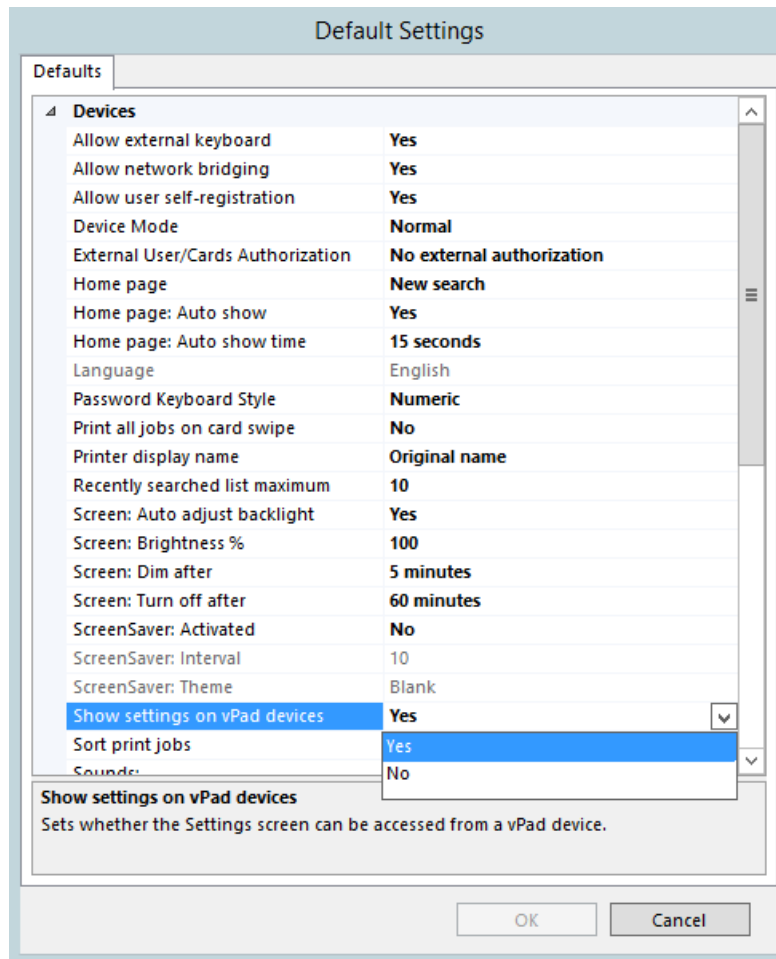 Default Settings
Defaults
Devices
Allow external keyboard Yes
Allow network bridging Yes
Allow user self-registration Yes
Device Mode Normal
External User/Cards Authorization No external authorization
Home page New search
Home page: Auto show Yes
Home page: Auto show time 15 seconds
Language English
Password Keyboard Style Numeric
Print all jobs on card swipe No
Printer display name Original name
Recently searched list maximum 10
Screen: Auto adjust backlight Yes
Screen: Brightness % 100
Screen: Dim after 5 minutes
Screen: Turn off after 60 minutes
ScreenSaver: Activated No
ScreenSaver: Interval 10
ScreenSaver: Theme Blank
Show settings on vPad devices Yes
Sort print jobs Yes
Sounds: No
Show settings on vPad devices
Sets whether the Settings screen can be accessed from a vPad device.
OK Cancel